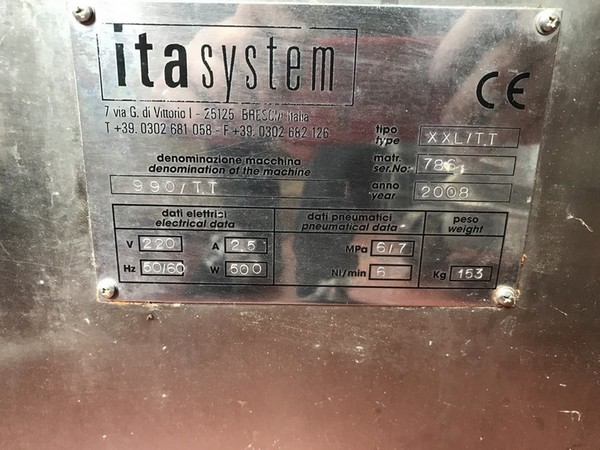 itasystem
CE
7 via G. di Vittorio I - 25125 BRESCIA Italia
T +39. 0302 681 058 - F +39. 0302 682 126
tipo
type XXL/TT
denominazione macchina
denomination of the machine
990/TT
matr.
ser.No: 786
anno
year 2008
dati elettrici
electrical data
V 220 A 2.5
Hz 50/60 W 600
dati pneumatici
pneumatical data
MPa 6/7
Nl/min 6
peso
weight
Kg 153